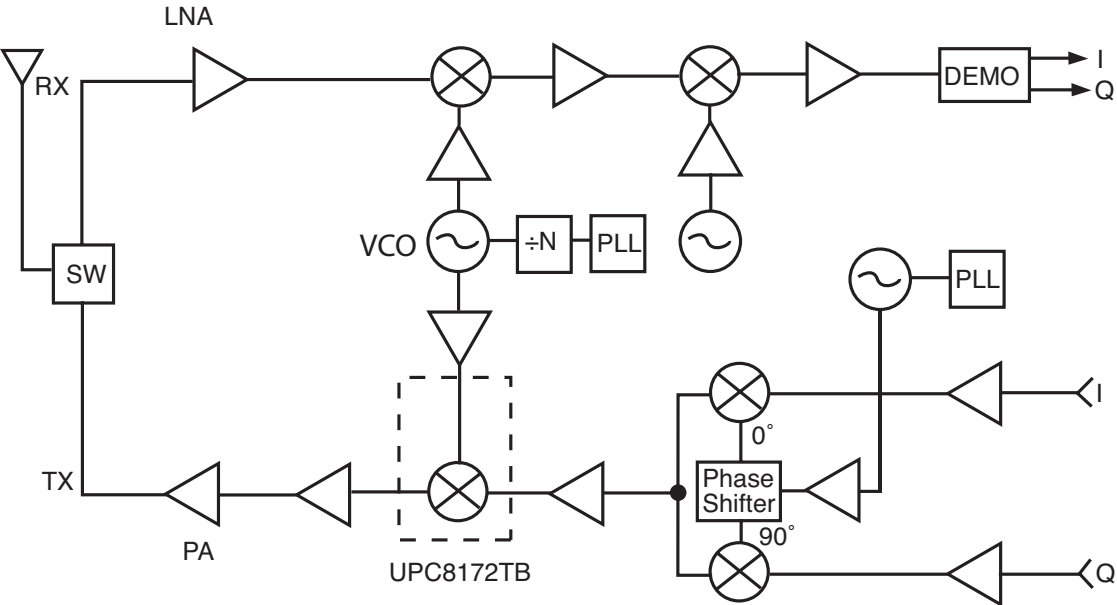 LNA
RX
DEMO
I
Q
SW
VCO
÷N
PLL
PLL
I
0˚
TX
Phase
Shifter
90˚
PA
UPC8172TB
Q